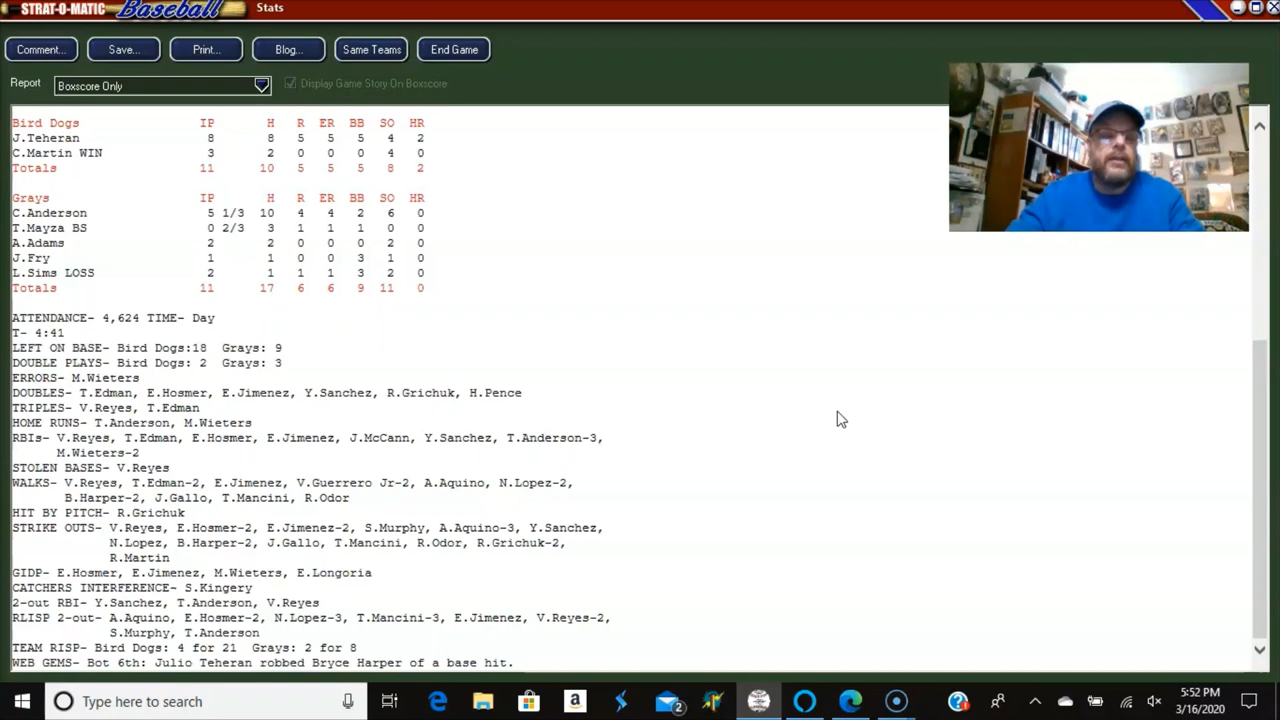 STRAT-O-MATIC Baseball Stats
Comment... Save... Print... Blog... Same Teams End Game
Report Boxscore Only Display Game Story On Boxscore
Bird Dogs IP H R ER BB SO HR
J.Teheran 8 8 5 5 5 4 2
C.Martin WIN 3 2 0 0 0 4 0
Totals 11 10 5 5 5 8 2
Grays IP H R ER BB SO HR
C.Anderson 5 1/3 10 4 4 2 6 0
T.Mayza BS 0 2/3 3 1 1 1 0 0
A.Adams 2 2 0 0 0 2 0
J.Fry 1 1 0 0 3 1 0
L.Sims LOSS 2 1 1 1 3 2 0
Totals 11 17 6 6 9 11 0
ATTENDANCE- 4,624 TIME- Day
T- 4:41
LEFT ON BASE- Bird Dogs:18 Grays: 9
DOUBLE PLAYS- Bird Dogs: 2 Grays: 3
ERRORS- M.Wieters
DOUBLES- T.Edman, E.Hosmer, E.Jimenez, Y.Sanchez, R.Grichuk, H.Pence
TRIPLES- V.Reyes, T.Edman
HOME RUNS- T.Anderson, M.Wieters
RBIs- V.Reyes, T.Edman, E.Hosmer, E.Jimenez, J.McCann, Y.Sanchez, T.Anderson-3,
M.Wieters-2
STOLEN BASES- V.Reyes
WALKS- V.Reyes, T.Edman-2, E.Jimenez, V.Guerrero Jr-2, A.Aquino, N.Lopez-2,
B.Harper-2, J.Gallo, T.Mancini, R.Odor
HIT BY PITCH- R.Grichuk
STRIKE OUTS- V.Reyes, E.Hosmer-2, E.Jimenez-2, S.Murphy, A.Aquino-3, Y.Sanchez,
N.Lopez, B.Harper-2, J.Gallo, T.Mancini, R.Odor, R.Grichuk-2,
R.Martin
GIDP- E.Hosmer, E.Jimenez, M.Wieters, E.Longoria
CATCHERS INTERFERENCE- S.Kingery
2-out RBI- Y.Sanchez, T.Anderson, V.Reyes
RLISP 2-out- A.Aquino, E.Hosmer-2, N.Lopez-3, T.Mancini-3, E.Jimenez, V.Reyes-2,
S.Murphy, T.Anderson
TEAM RISP- Bird Dogs: 4 for 21 Grays: 2 for 8
WEB GEMS- Bot 6th: Julio Teheran robbed Bryce Harper of a base hit.
Type here to search
2
5:52 PM
3/16/2020